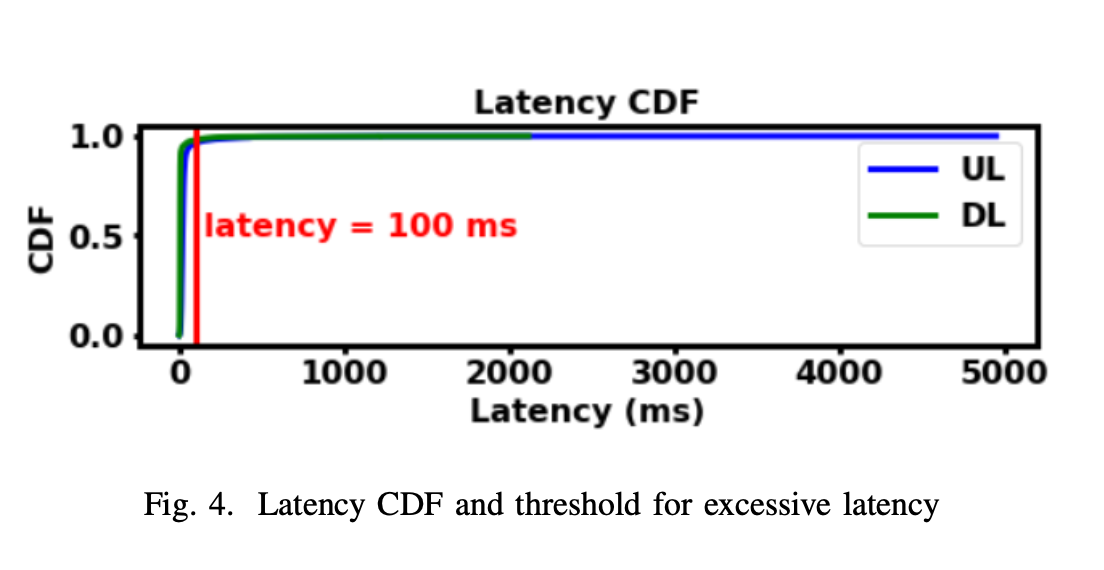 Latency CDF
1.0
0.5
0.0
CDF
latency = 100 ms
UL
DL
0 1000 2000 3000 4000 5000
Latency (ms)
Fig. 4. Latency CDF and threshold for excessive latency